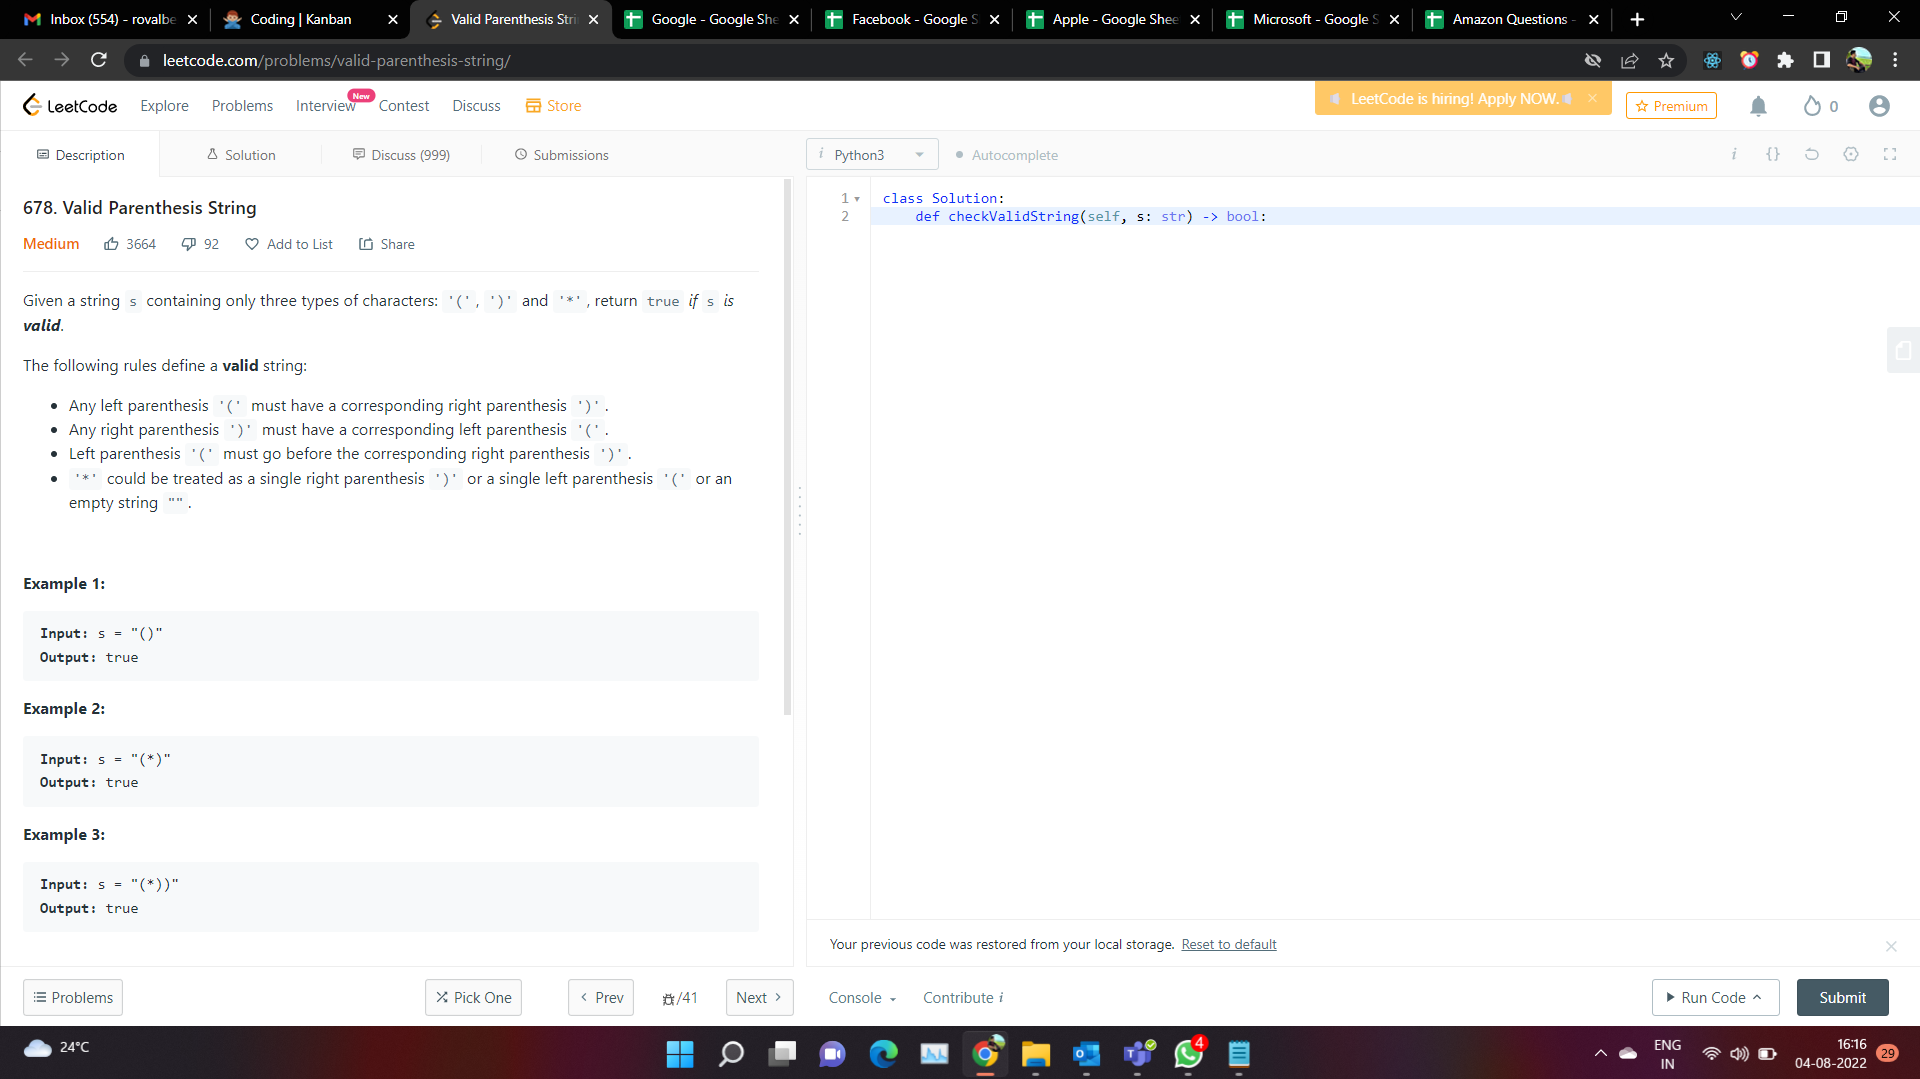 Inbox (554) - rovalbe
Coding | Kanban
Valid Parenthesis Stri
Google - Google She
Facebook - Google S
Apple - Google Shee
Microsoft - Google S
Amazon Questions -
leetcode.com/problems/valid-parenthesis-string/
LeetCode Explore Problems Interview New Contest Discuss Store
LeetCode is hiring! Apply NOW.
Premium
0
Description Solution Discuss (999) Submissions
i Python3 Autocomplete
i {}
678. Valid Parenthesis String
Medium 3664 92 Add to List Share
Given a string s containing only three types of characters: '(', ')' and '*', return true if s is
valid.
The following rules define a valid string:
• Any left parenthesis '(' must have a corresponding right parenthesis ')'.
• Any right parenthesis ')' must have a corresponding left parenthesis '('.
• Left parenthesis '(' must go before the corresponding right parenthesis ')'.
• '*' could be treated as a single right parenthesis ')' or a single left parenthesis '(' or an
empty string "".
Example 1:
Input: s = "()"
Output: true
Example 2:
Input: s = "(*)"
Output: true
Example 3:
Input: s = "(*))"
Output: true
1 class Solution:
2 def checkValidString(self, s: str) -> bool:
Your previous code was restored from your local storage. Reset to default
Problems
Pick One
Prev
/41
Next
Console
Contribute i
Run Code
Submit
24°C
4
ENG
IN
16:16
04-08-2022
29